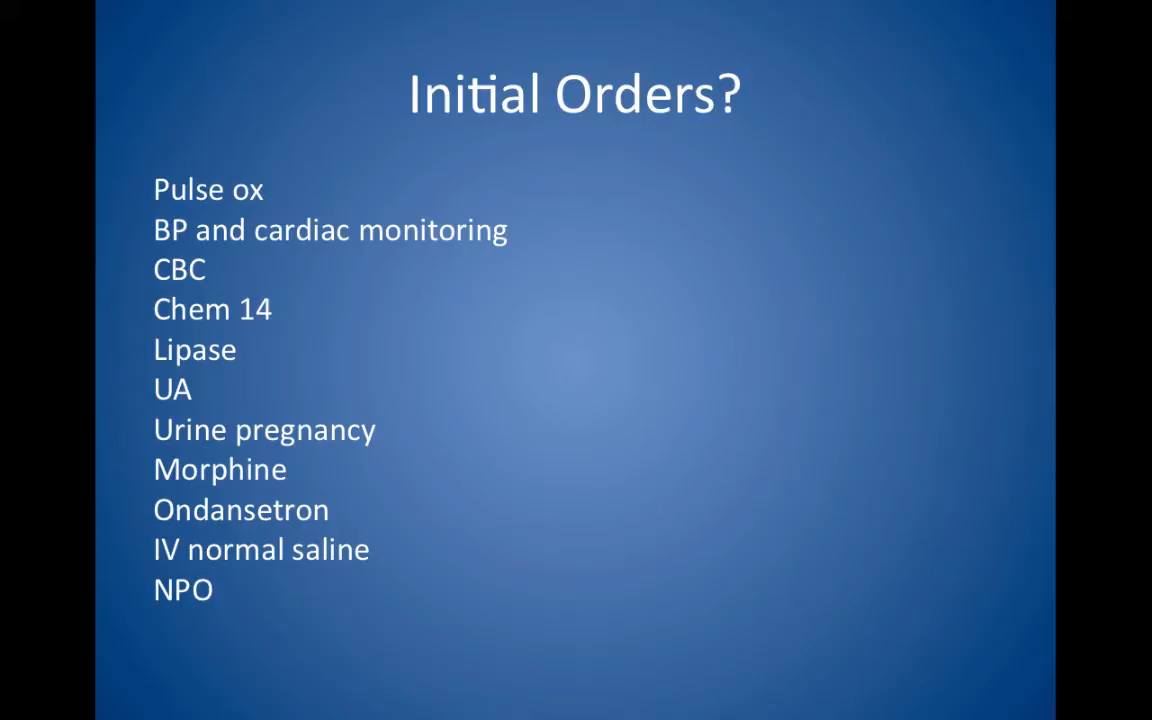 Initial Orders?
Pulse ox
BP and cardiac monitoring
CBC
Chem 14
Lipase
UA
Urine pregnancy
Morphine
Ondansetron
IV normal saline
NPO